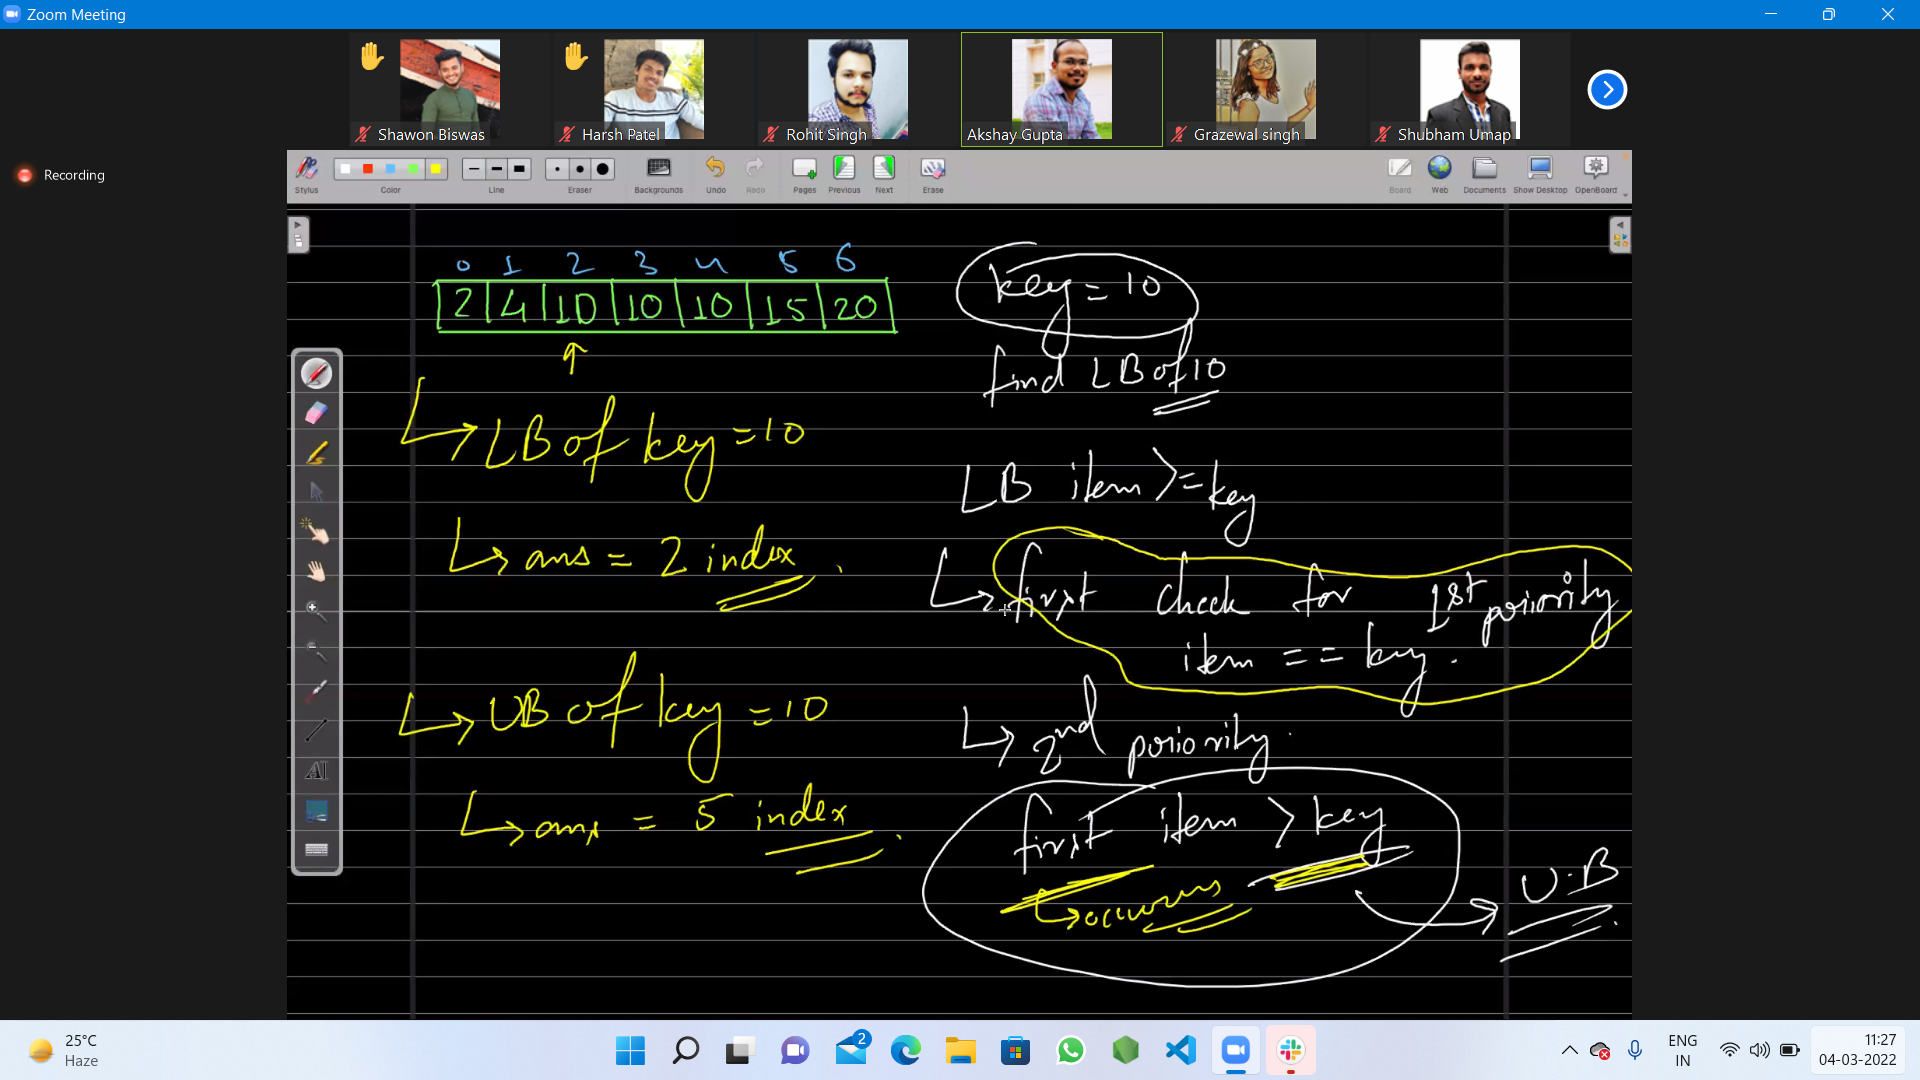 Zoom Meeting
Shawon Biswas
Harsh Patel
Rohit Singh
Akshay Gupta
Grazewal singh
Shubham Umap
Recording
Stylus
Color
Line
Eraser
Backgrounds
Undo
Redo
Pages
Previous
Next
Erase
Board
Web
Documents
Show Desktop
OpenBoard
0 1 2 3 4 5 6
2 4 10 10 10 15 20
LB of key = 10
ans = 2 index.
UB of key = 10
ans = 5 index.
key = 10
find LB of 10
LB item >= key
first check for 1st priority
item == key.
2nd priority.
first item > key
occurs
U.B
AI
25°C
Haze
2
ENG
IN
11:27
04-03-2022